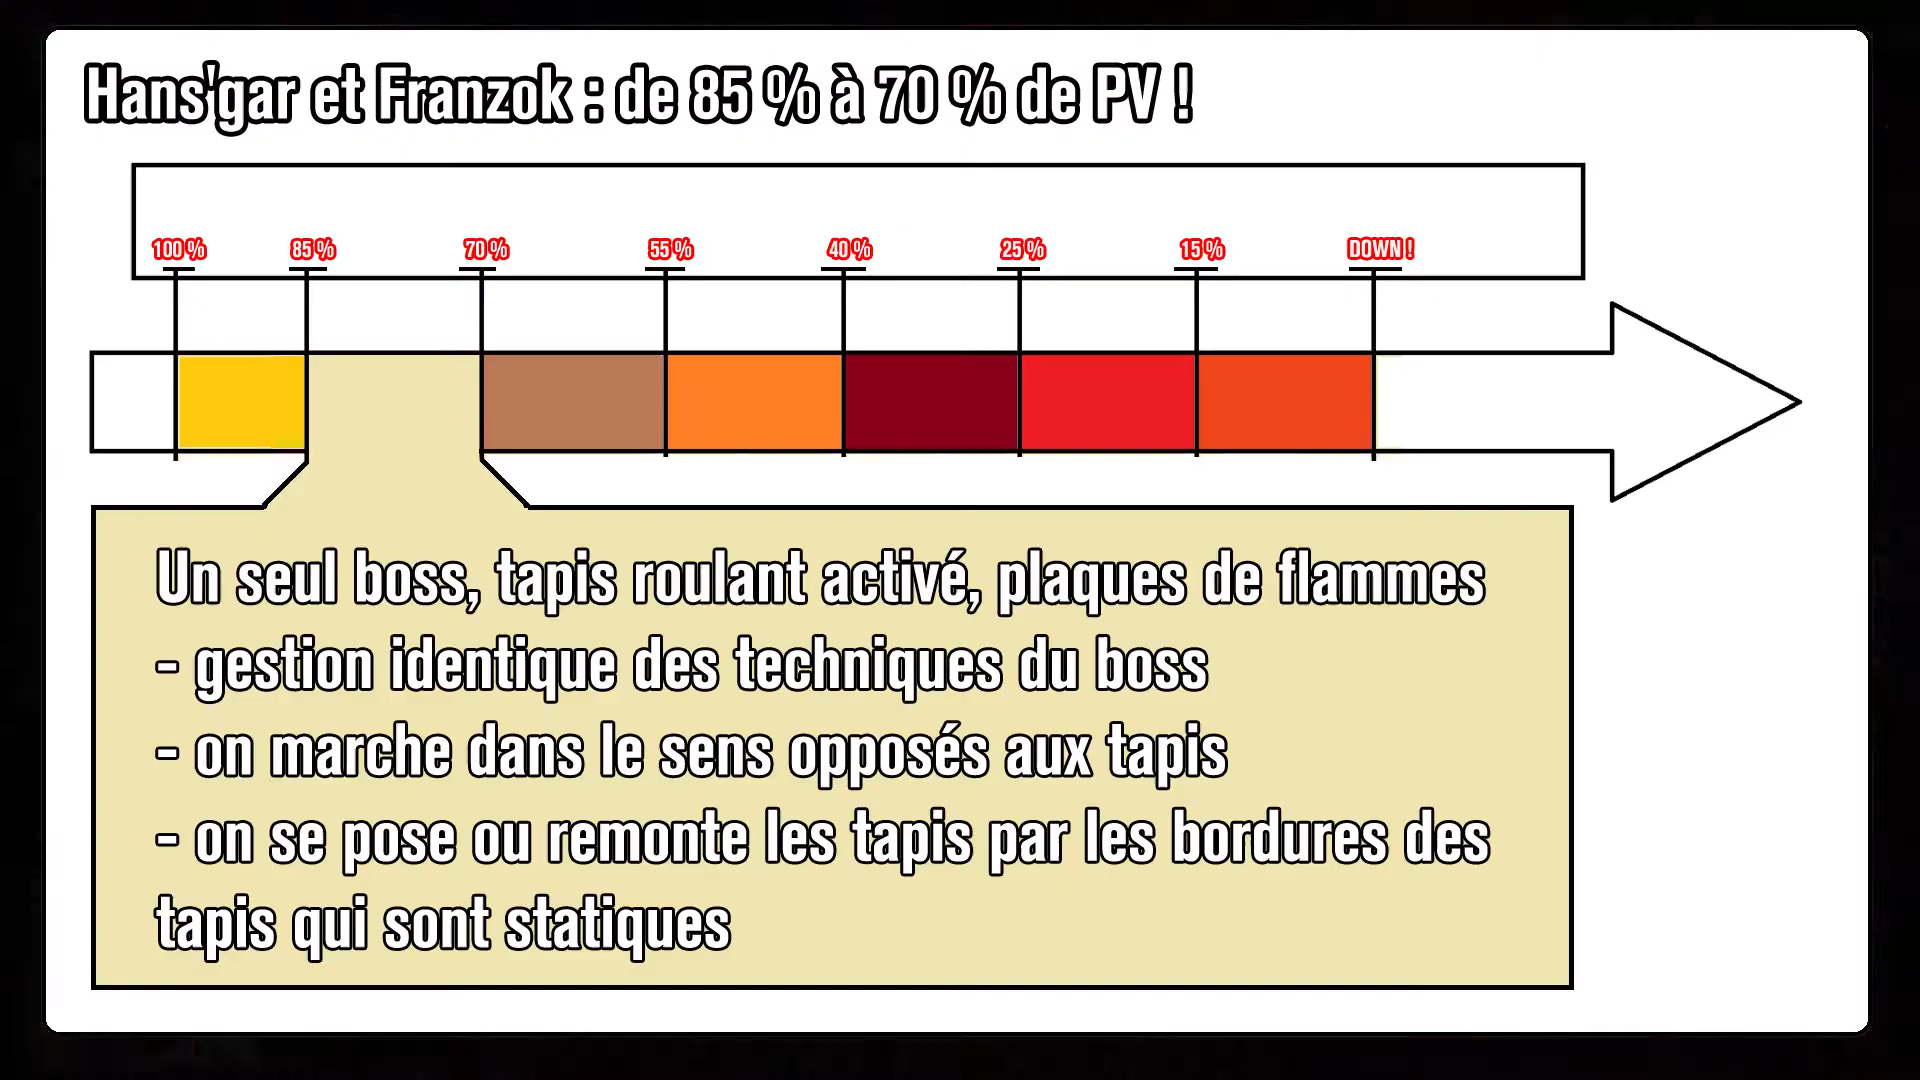 Hans'gar et Franzok : de 85 % à 70 % de PV !
100 % 85 % 70 % 55 % 40 % 25 % 15 % DOWN !
Un seul boss, tapis roulant activé, plaques de flammes
- gestion identique des techniques du boss
- on marche dans le sens opposés aux tapis
- on se pose ou remonte les tapis par les bordures des
tapis qui sont statiques